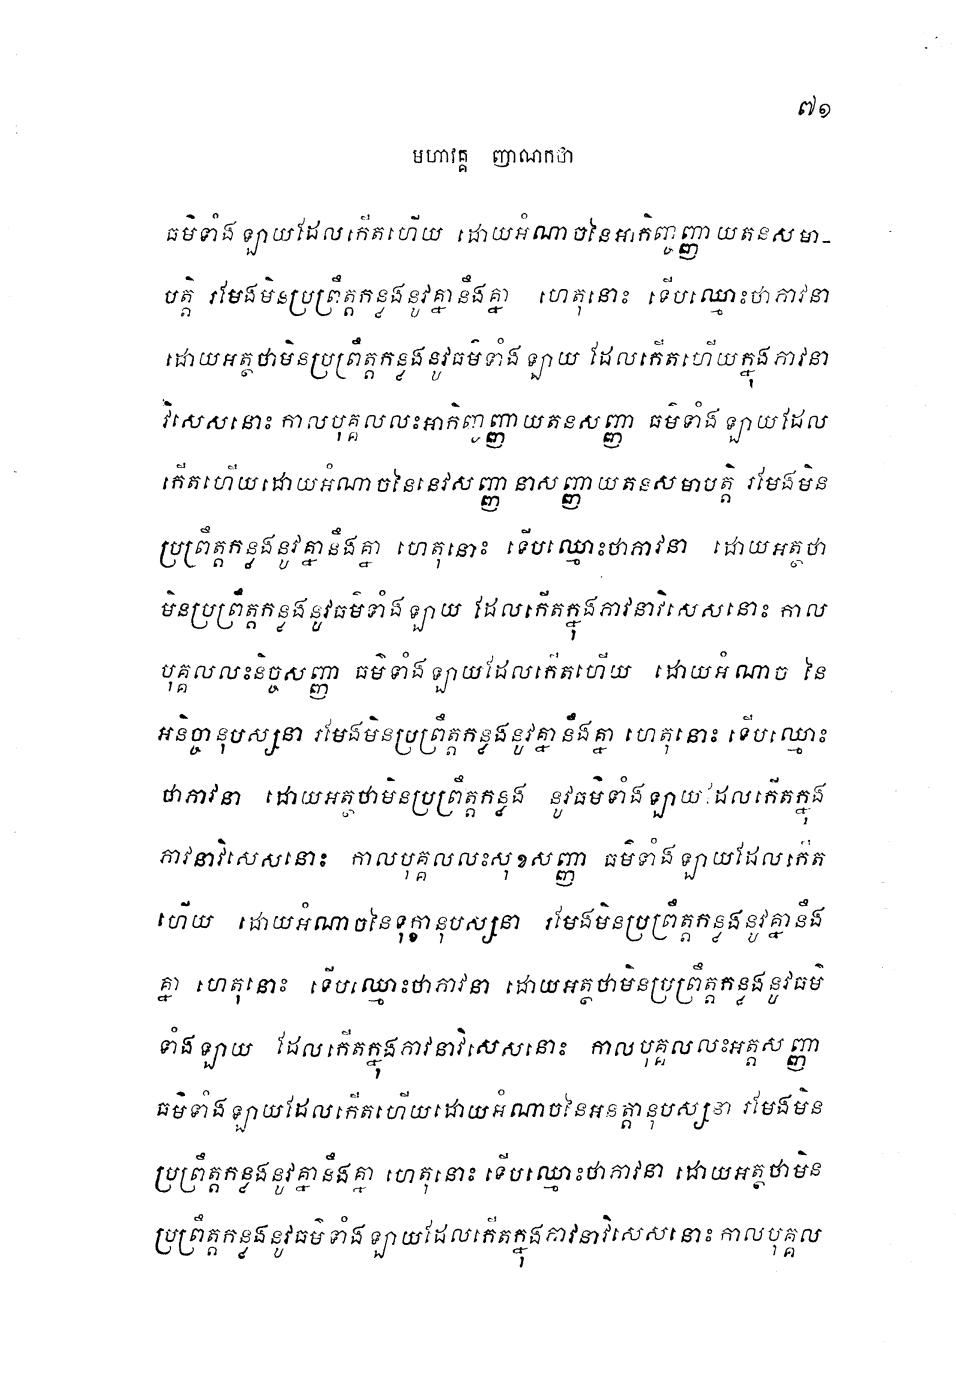 ៧១
មហាវគ្គ ញាណកថា
ធម៌ទាំងឡាយដែលកើតហើយ ដោយអំណាចនៃអាកិញ្ចញ្ញាយតនសមា-
បត្តិ រមែងមិនប្រព្រឹត្តកន្លងនូវគ្នានឹងគ្នា ហេតុនោះ ទើបឈ្មោះថាភាវនា
ដោយអត្ថថាមិនប្រព្រឹត្តកន្លងនូវធម៌ទាំងឡាយ ដែលកើតហើយក្នុងភាវនា
វិសេសនោះ កាលបុគ្គលលះអាកិញ្ចញ្ញាយតនសញ្ញា ធម៌ទាំងឡាយដែល
កើតហើយដោយអំណាចនៃនេវសញ្ញានាសញ្ញាយតនសមាបត្តិ រមែងមិន
ប្រព្រឹត្តកន្លងនូវគ្នានឹងគ្នា ហេតុនោះ ទើបឈ្មោះថាភាវនា ដោយអត្ថថា
មិនប្រព្រឹត្តកន្លងនូវធម៌ទាំងឡាយ ដែលកើតក្នុងភាវនាវិសេសនោះ កាល
បុគ្គលលះនិច្ចសញ្ញា ធម៌ទាំងឡាយដែលកើតហើយ ដោយអំណាច នៃ
អនិច្ចានុបស្សនា រមែងមិនប្រព្រឹត្តកន្លងនូវគ្នានឹងគ្នា ហេតុនោះ ទើបឈ្មោះ
ថាភាវនា ដោយអត្ថថាមិនប្រព្រឹត្តកន្លង នូវធម៌ទាំងឡាយ ដែលកើតក្នុង
ភាវនាវិសេសនោះ កាលបុគ្គលលះសុខសញ្ញា ធម៌ទាំងឡាយដែលកើត
ហើយ ដោយអំណាចនៃទុក្ខានុបស្សនា រមែងមិនប្រព្រឹត្តកន្លងនូវគ្នានឹង
គ្នា ហេតុនោះ ទើបឈ្មោះថាភាវនា ដោយអត្ថថាមិនប្រព្រឹត្តកន្លងនូវធម៌
ទាំងឡាយ ដែលកើតក្នុងភាវនាវិសេសនោះ កាលបុគ្គលលះអត្តសញ្ញា
ធម៌ទាំងឡាយដែលកើតហើយដោយអំណាចនៃអនត្តានុបស្សនា រមែងមិន
ប្រព្រឹត្តកន្លងនូវគ្នានឹងគ្នា ហេតុនោះ ទើបឈ្មោះថាភាវនា ដោយអត្ថថាមិន
ប្រព្រឹត្តកន្លងនូវធម៌ទាំងឡាយដែលកើតក្នុងភាវនាវិសេសនោះ កាលបុគ្គល